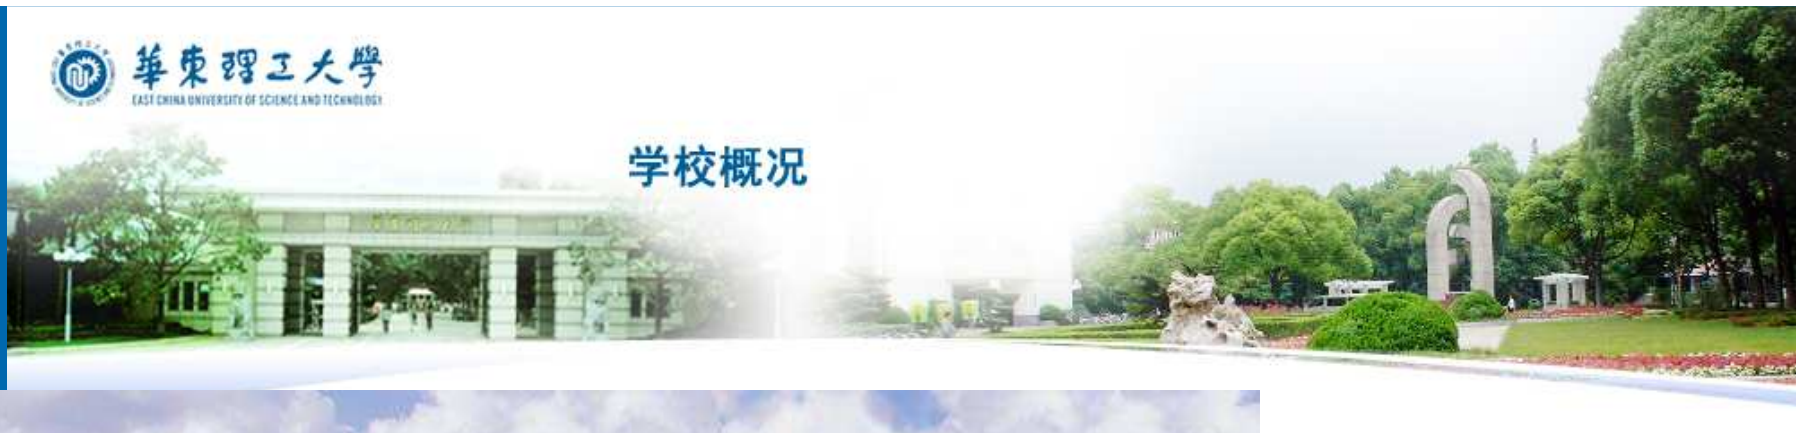 華東理工大學
EAST CHINA UNIVERSITY OF SCIENCE AND TECHNOLOGY
学校概况